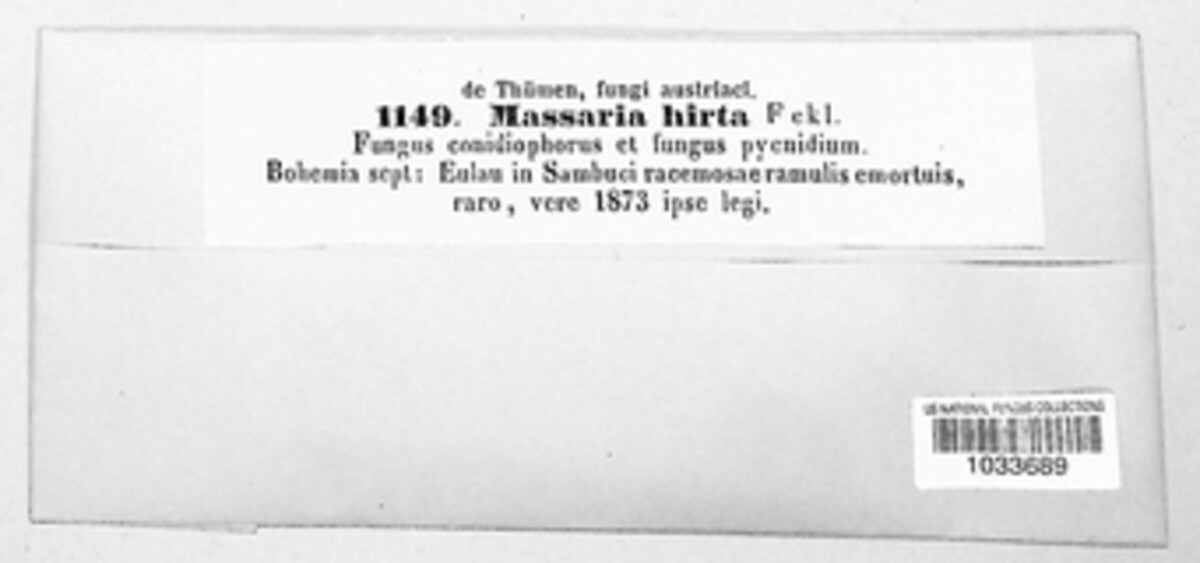 de Thümen, fungi austriaci.
1149. Massaria hirta Fckl.
Fungus conidiophorus et fungus pycnidium.
Bohemia sept: Eulau in Sambuci racemosae ramulis emortuis,
raro, vere 1873 ipse legi.
US NATIONAL FUNGUS COLLECTIONS
1033689